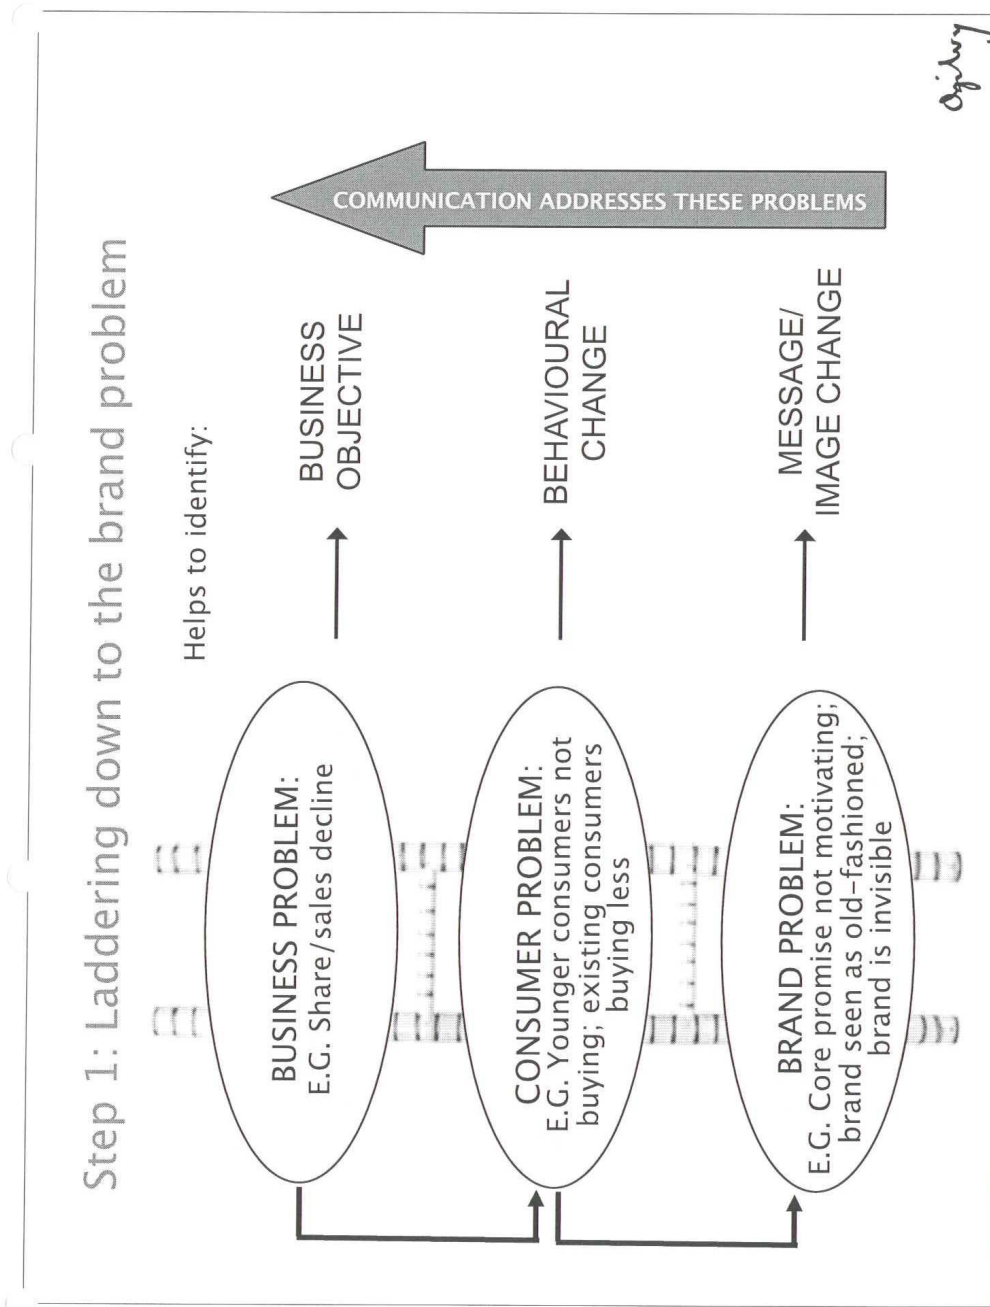 Step 1: Laddering down to the brand problem
Helps to identify:
BUSINESS PROBLEM:
E.G. Share/sales decline
BUSINESS
OBJECTIVE
CONSUMER PROBLEM:
E.G. Younger consumers not
buying; existing consumers
buying less
BEHAVIOURAL
CHANGE
BRAND PROBLEM:
E.G. Core promise not motivating;
brand seen as old-fashioned;
brand is invisible
MESSAGE/
IMAGE CHANGE
COMMUNICATION ADDRESSES THESE PROBLEMS
Ogilvy